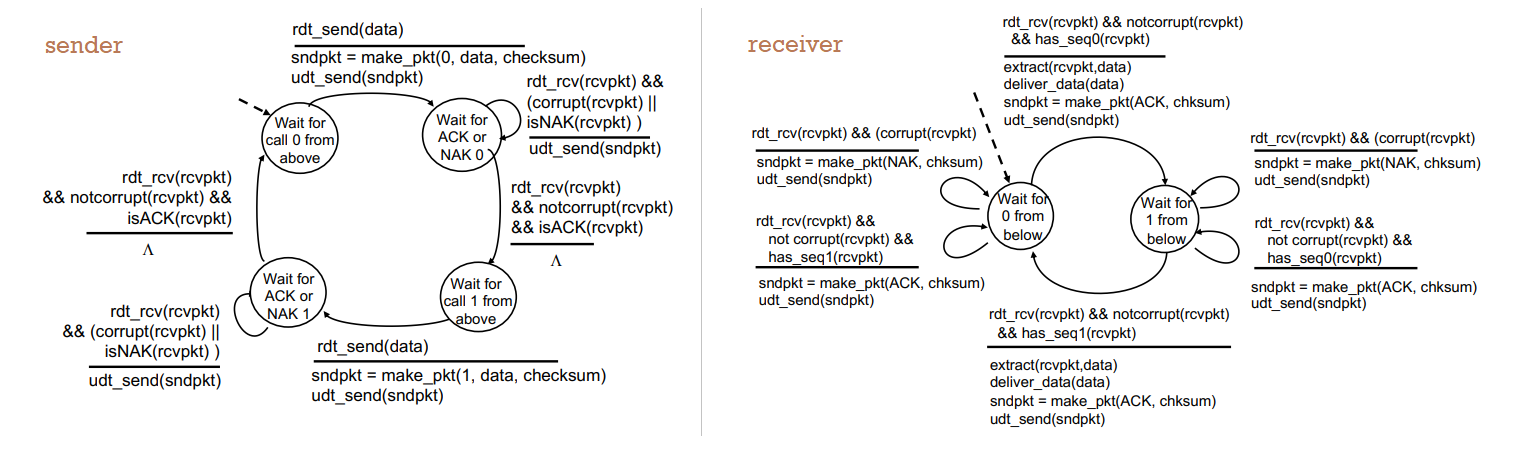 sender
rdt_send(data)
sndpkt = make_pkt(0, data, checksum)
udt_send(sndpkt)
rdt_rcv(rcvpkt) &&
(corrupt(rcvpkt) ||
isNAK(rcvpkt) )
udt_send(sndpkt)
Wait for
call 0 from
above
Wait for
ACK or
NAK 0
rdt_rcv(rcvpkt)
&& notcorrupt(rcvpkt) &&
isACK(rcvpkt)
Λ
rdt_rcv(rcvpkt)
&& notcorrupt(rcvpkt)
&& isACK(rcvpkt)
Λ
Wait for
ACK or
NAK 1
Wait for
call 1 from
above
rdt_rcv(rcvpkt)
&& (corrupt(rcvpkt) ||
isNAK(rcvpkt) )
udt_send(sndpkt)
rdt_send(data)
sndpkt = make_pkt(1, data, checksum)
udt_send(sndpkt)
receiver
rdt_rcv(rcvpkt) && notcorrupt(rcvpkt)
&& has_seq0(rcvpkt)
extract(rcvpkt,data)
deliver_data(data)
sndpkt = make_pkt(ACK, chksum)
udt_send(sndpkt)
rdt_rcv(rcvpkt) && (corrupt(rcvpkt)
sndpkt = make_pkt(NAK, chksum)
udt_send(sndpkt)
rdt_rcv(rcvpkt) &&
not corrupt(rcvpkt) &&
has_seq1(rcvpkt)
sndpkt = make_pkt(ACK, chksum)
udt_send(sndpkt)
Wait for
0 from
below
Wait for
1 from
below
rdt_rcv(rcvpkt) && (corrupt(rcvpkt)
sndpkt = make_pkt(NAK, chksum)
udt_send(sndpkt)
rdt_rcv(rcvpkt) &&
not corrupt(rcvpkt) &&
has_seq0(rcvpkt)
sndpkt = make_pkt(ACK, chksum)
udt_send(sndpkt)
rdt_rcv(rcvpkt) && notcorrupt(rcvpkt)
&& has_seq1(rcvpkt)
extract(rcvpkt,data)
deliver_data(data)
sndpkt = make_pkt(ACK, chksum)
udt_send(sndpkt)